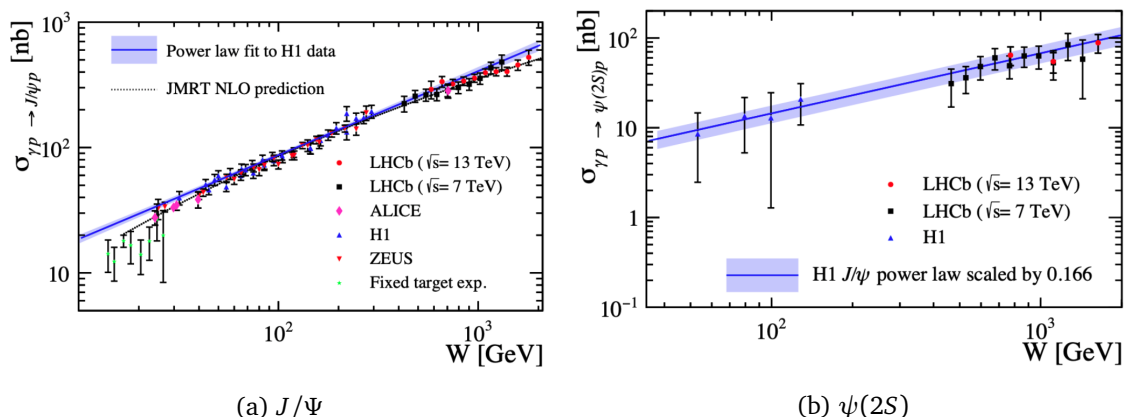 σγp → J/ψp [nb]
10³
10²
10
10²
10³
W [GeV]
Power law fit to H1 data
JMRT NLO prediction
LHCb (√s= 13 TeV)
LHCb (√s= 7 TeV)
ALICE
H1
ZEUS
Fixed target exp.
(a) J/Ψ
σγp → ψ(2S)p [nb]
10²
10
1
10⁻¹
10²
10³
W [GeV]
LHCb (√s= 13 TeV)
LHCb (√s= 7 TeV)
H1
H1 J/ψ power law scaled by 0.166
(b) ψ(2S)